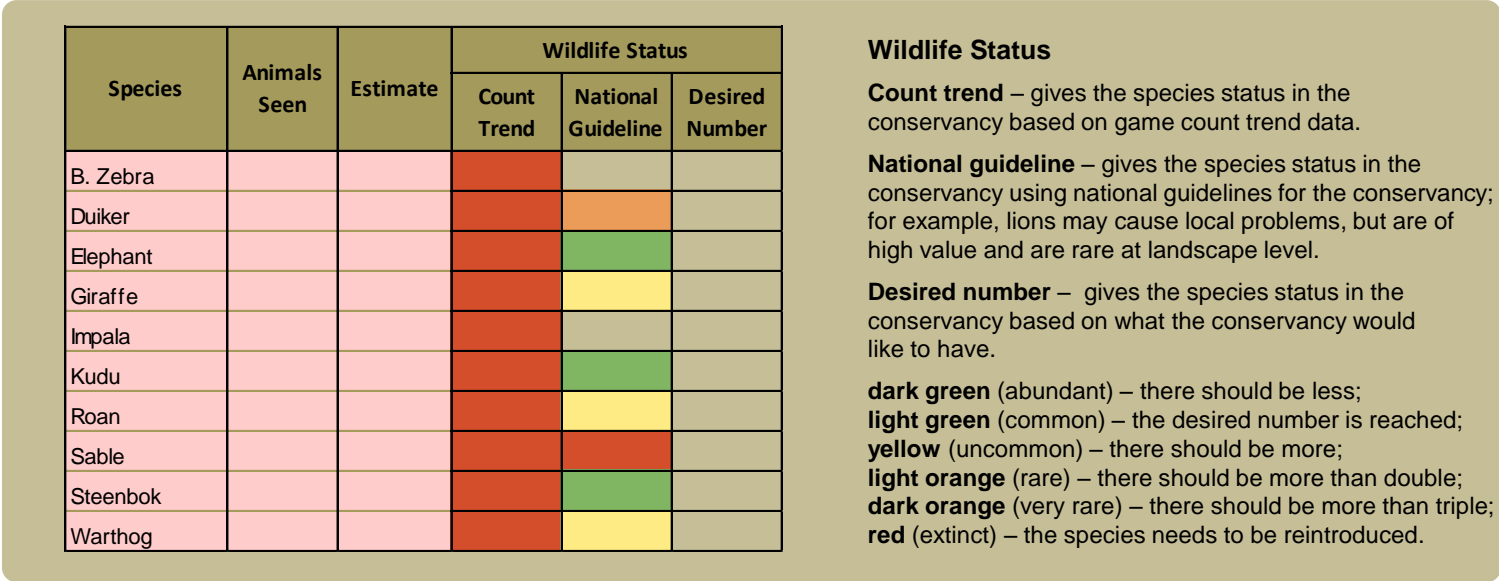 Species
Animals
Seen
Estimate
Wildlife Status
Count
Trend
National
Guideline
Desired
Number
B. Zebra
Duiker
Elephant
Giraffe
Impala
Kudu
Roan
Sable
Steenbok
Warthog
Wildlife Status
Count trend – gives the species status in the
conservancy based on game count trend data.
National guideline – gives the species status in the
conservancy using national guidelines for the conservancy;
for example, lions may cause local problems, but are of
high value and are rare at landscape level.
Desired number – gives the species status in the
conservancy based on what the conservancy would
like to have.
dark green (abundant) – there should be less;
light green (common) – the desired number is reached;
yellow (uncommon) – there should be more;
light orange (rare) – there should be more than double;
dark orange (very rare) – there should be more than triple;
red (extinct) – the species needs to be reintroduced.